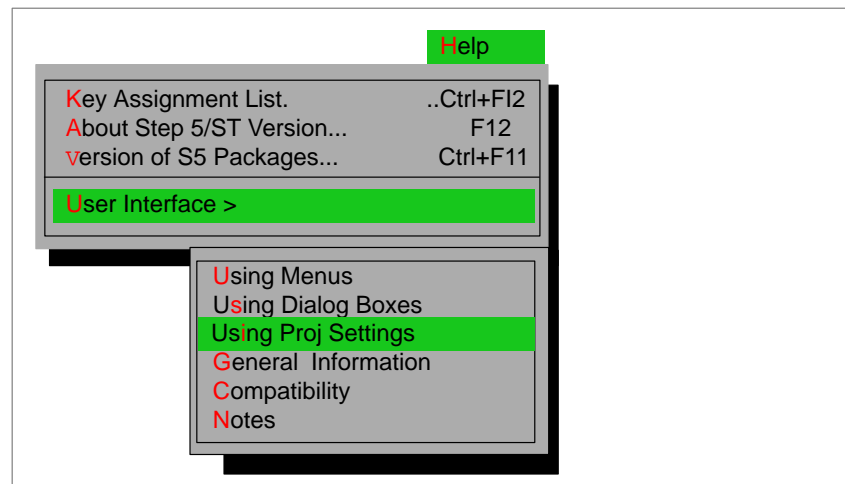 Help
Key Assignment List. ..Ctrl+FI2
About Step 5/ST Version... F12
version of S5 Packages... Ctrl+F11
User Interface >
Using Menus
Using Dialog Boxes
Using Proj Settings
General Information
Compatibility
Notes